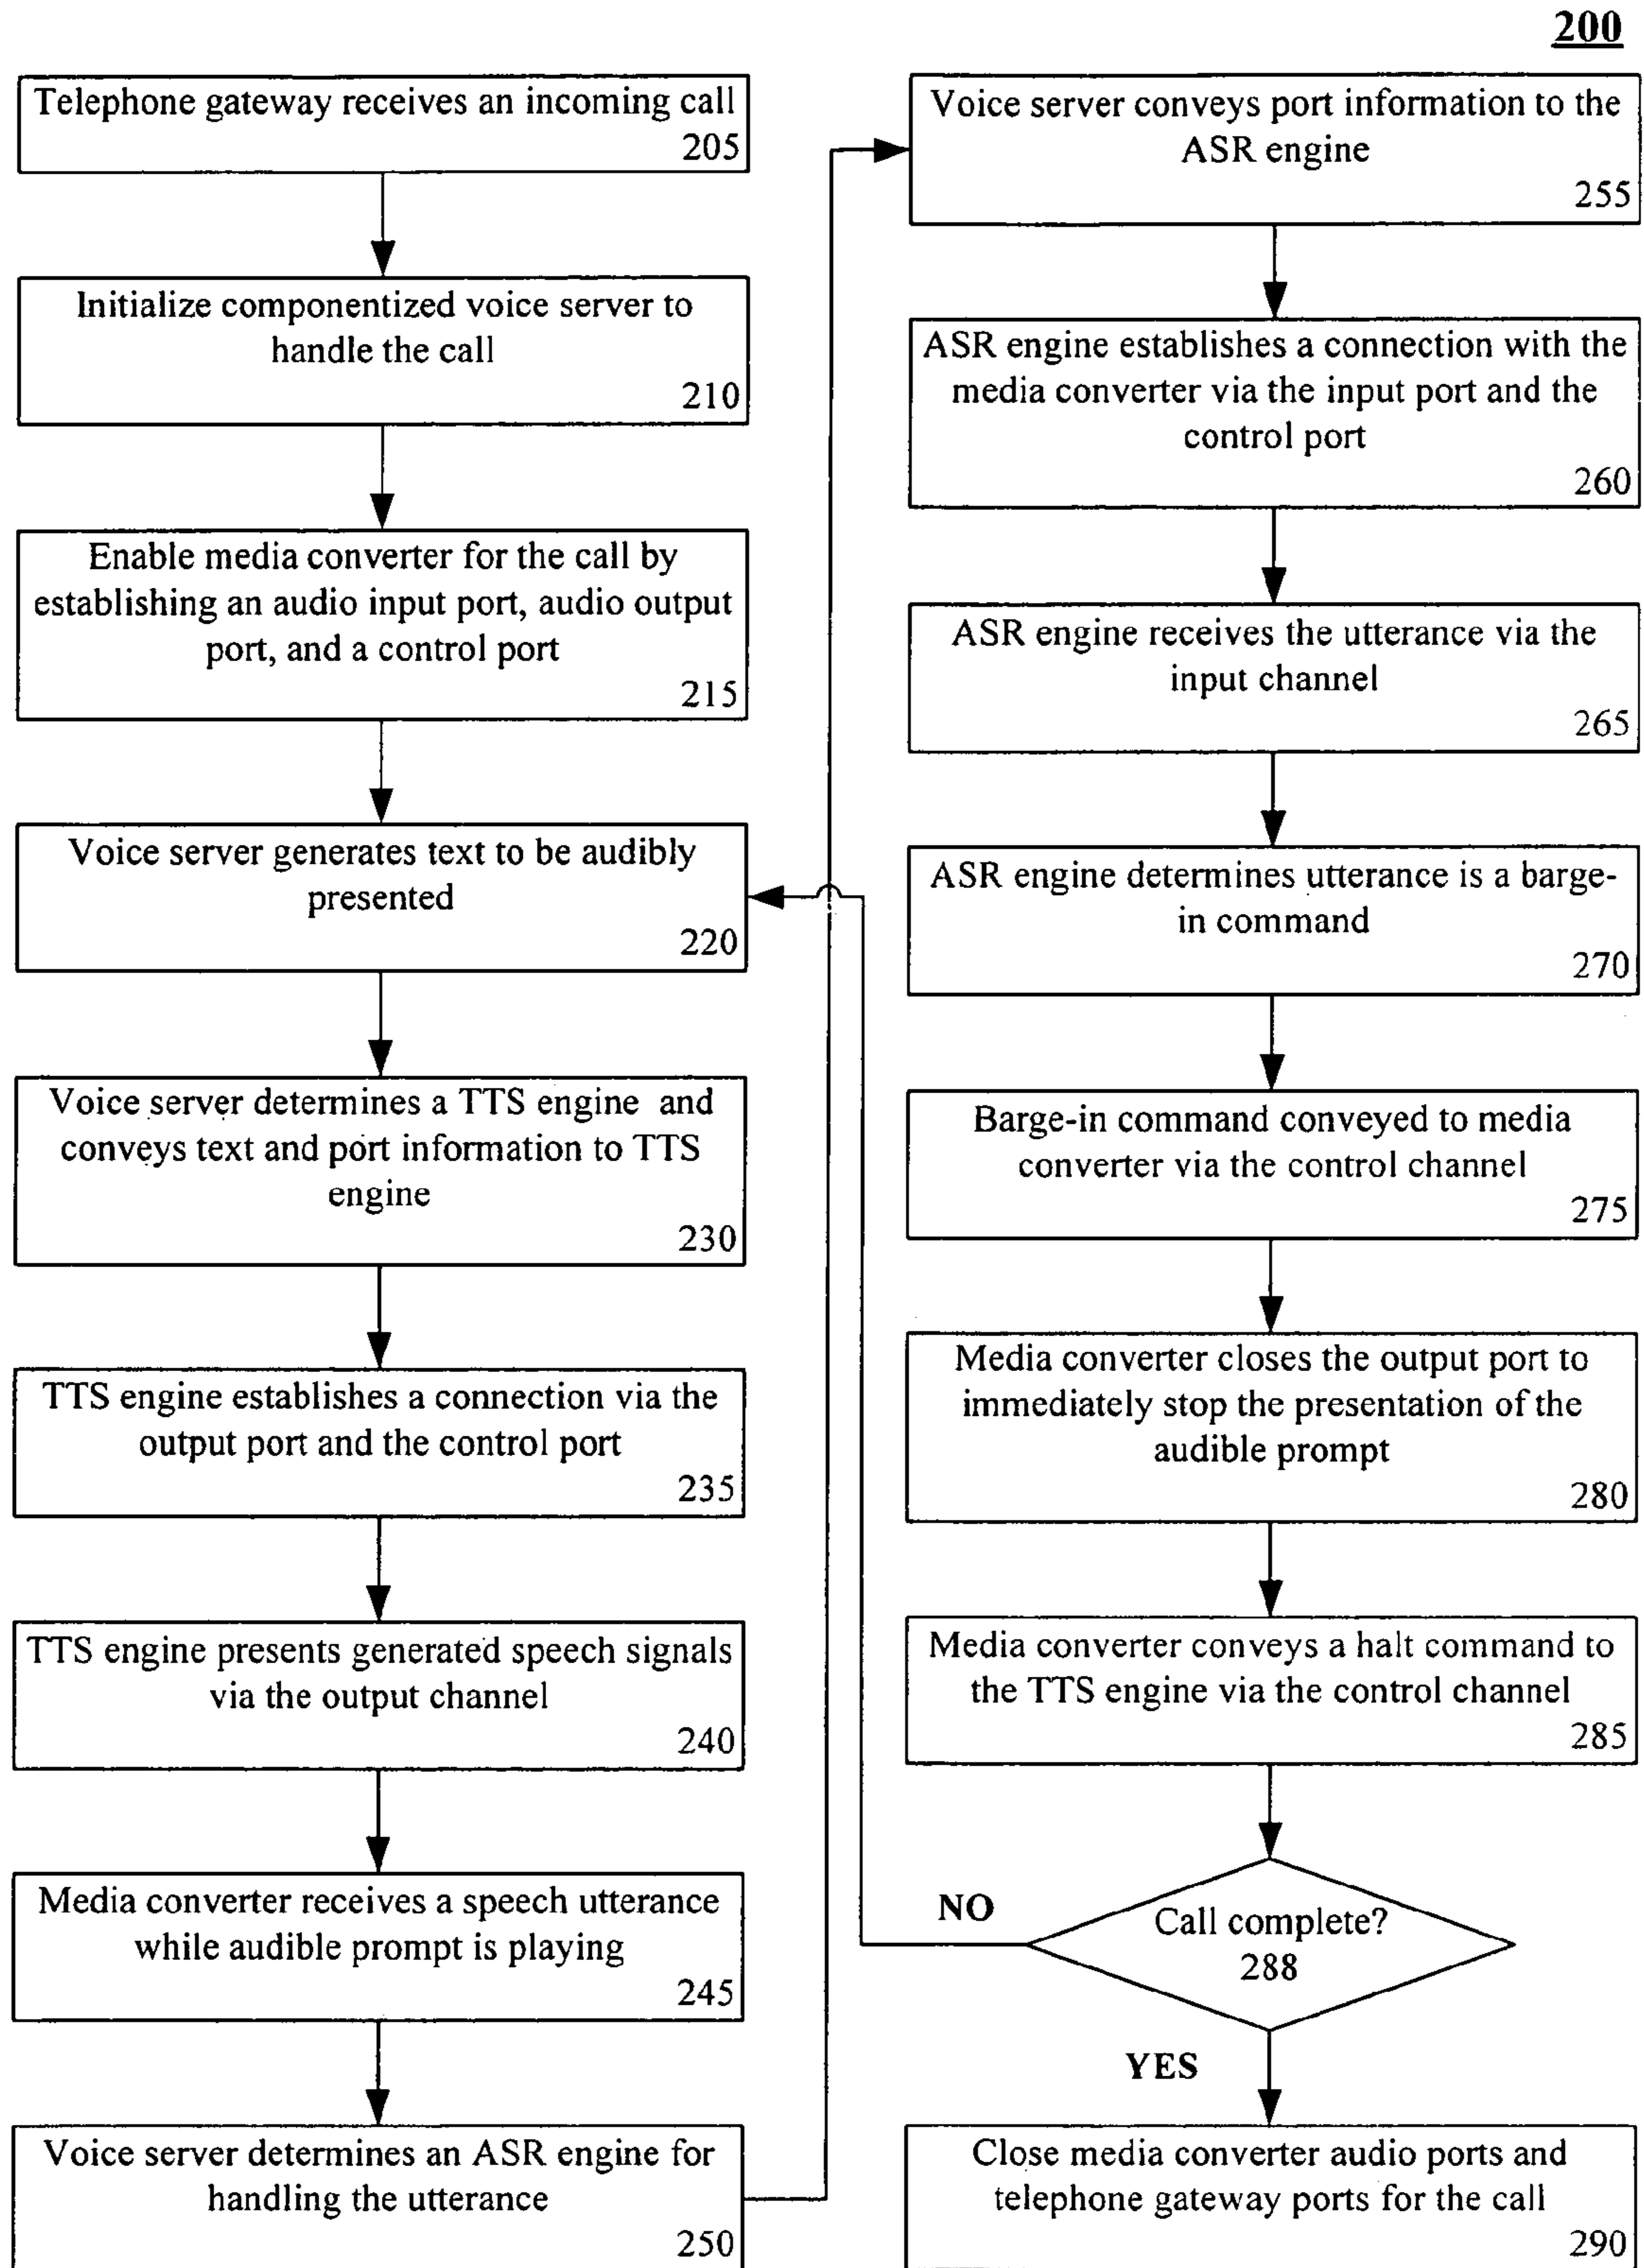 200
Telephone gateway receives an incoming call
205
Initialize componentized voice server to
handle the call
210
Enable media converter for the call by
establishing an audio input port, audio output
port, and a control port
215
Voice server generates text to be audibly
presented
220
Voice server determines a TTS engine and
conveys text and port information to TTS
engine
230
TTS engine establishes a connection via the
output port and the control port
235
TTS engine presents generated speech signals
via the output channel
240
Media converter receives a speech utterance
while audible prompt is playing
245
Voice server determines an ASR engine for
handling the utterance
250
Voice server conveys port information to the
ASR engine
255
ASR engine establishes a connection with the
media converter via the input port and the
control port
260
ASR engine receives the utterance via the
input channel
265
ASR engine determines utterance is a barge-
in command
270
Barge-in command conveyed to media
converter via the control channel
275
Media converter closes the output port to
immediately stop the presentation of the
audible prompt
280
Media converter conveys a halt command to
the TTS engine via the control channel
285
Call complete?
288
NO
YES
Close media converter audio ports and
telephone gateway ports for the call
290